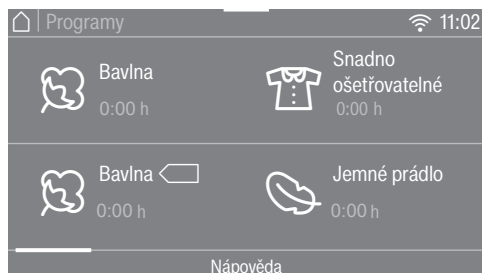 Programy 11:02
Bavlna
0:00 h
Snadno
ošetřovatelné
0:00 h
Bavlna
0:00 h
Jemné prádlo
0:00 h
Nápověda